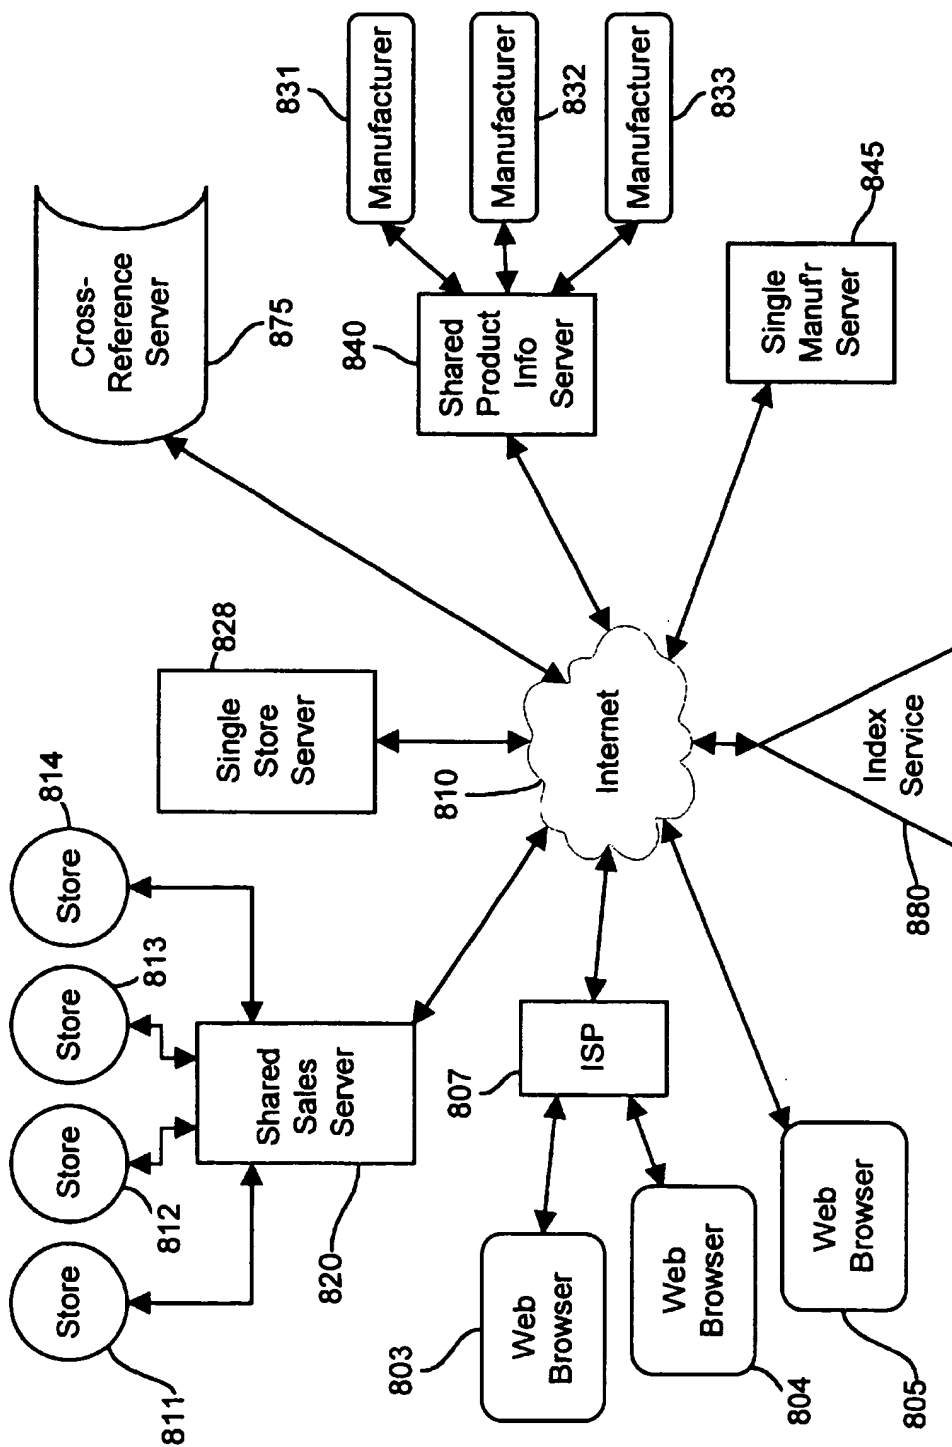 811
Store
812
Store
813
Store
814
Store
820
Shared
Sales
Server
828
Single
Store
Server
Cross-
Reference
Server
875
803
Web
Browser
804
Web
Browser
805
Web
Browser
807
ISP
810
Internet
840
Shared
Product
Info
Server
831
Manufacturer
Manufacturer
832
Manufacturer
833
Single
Manuf'r
Server
845
880
Index
Service